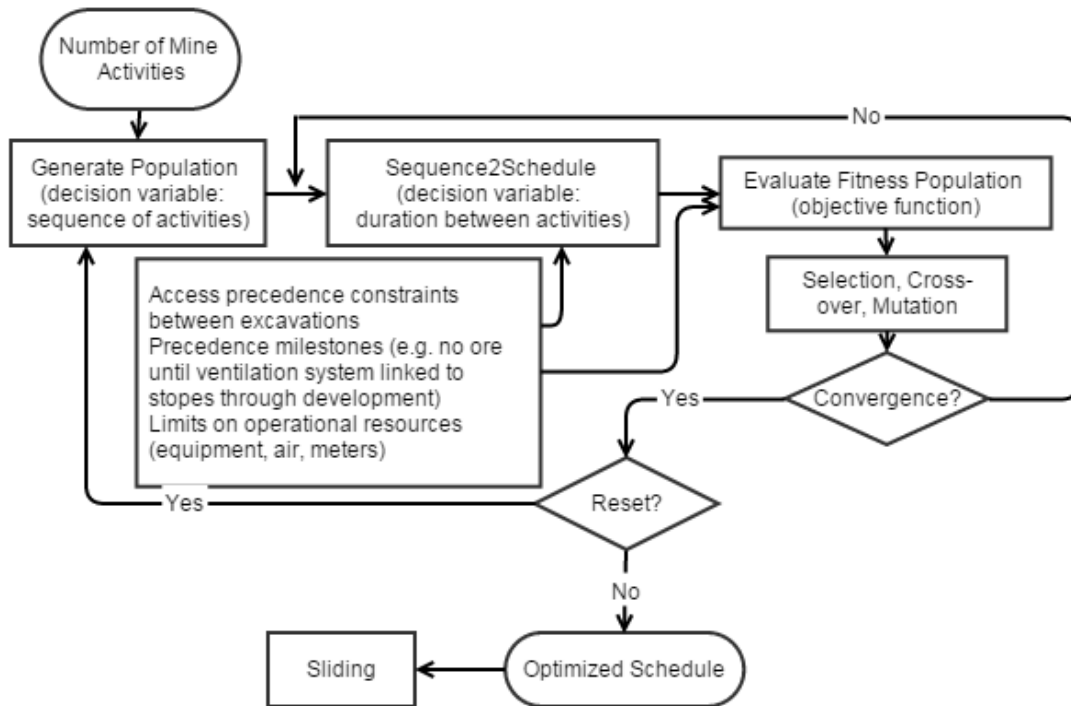 Number of Mine
Activities
No
Generate Population
(decision variable:
sequence of activities)
Sequence2Schedule
(decision variable:
duration between activities)
Evaluate Fitness Population
(objective function)
Access precedence constraints
between excavations
Precedence milestones (e.g. no ore
until ventilation system linked to
stopes through development)
Limits on operational resources
(equipment, air, meters)
Selection, Cross-
over, Mutation
Yes
Convergence?
Yes
Reset?
No
Sliding
Optimized Schedule